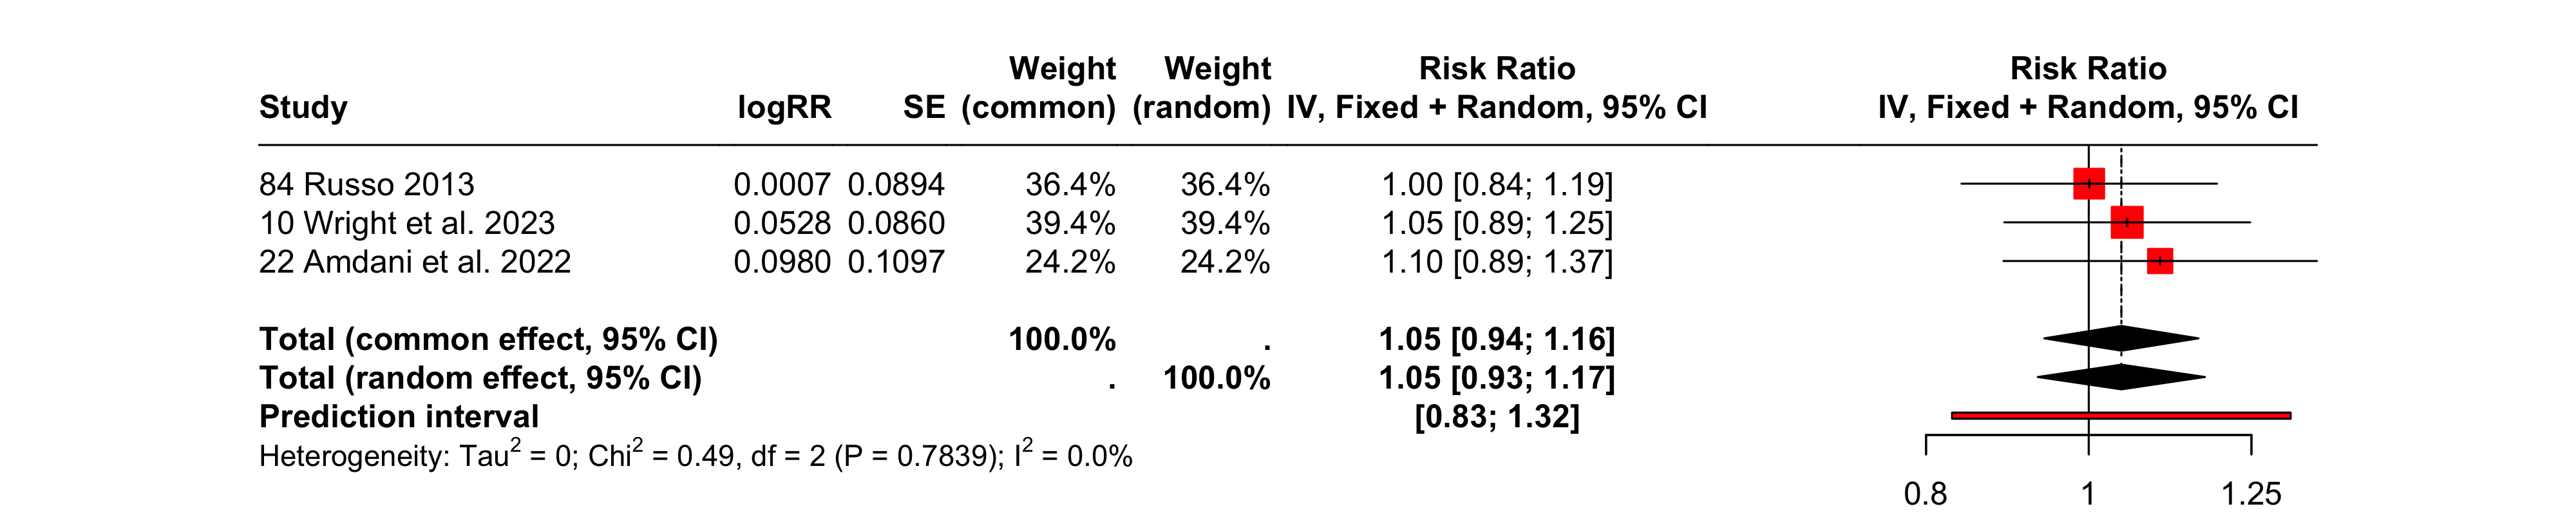 Weight Weight Risk Ratio Risk Ratio
Study logRR SE (common) (random) IV, Fixed + Random, 95% CI IV, Fixed + Random, 95% CI
84 Russo 2013 0.0007 0.0894 36.4% 36.4% 1.00 [0.84; 1.19]
10 Wright et al. 2023 0.0528 0.0860 39.4% 39.4% 1.05 [0.89; 1.25]
22 Amdani et al. 2022 0.0980 0.1097 24.2% 24.2% 1.10 [0.89; 1.37]
Total (common effect, 95% CI) 100.0% . 1.05 [0.94; 1.16]
Total (random effect, 95% CI) . 100.0% 1.05 [0.93; 1.17]
Prediction interval [0.83; 1.32]
Heterogeneity: Tau² = 0; Chi² = 0.49, df = 2 (P = 0.7839); I² = 0.0%
0.8 1 1.25